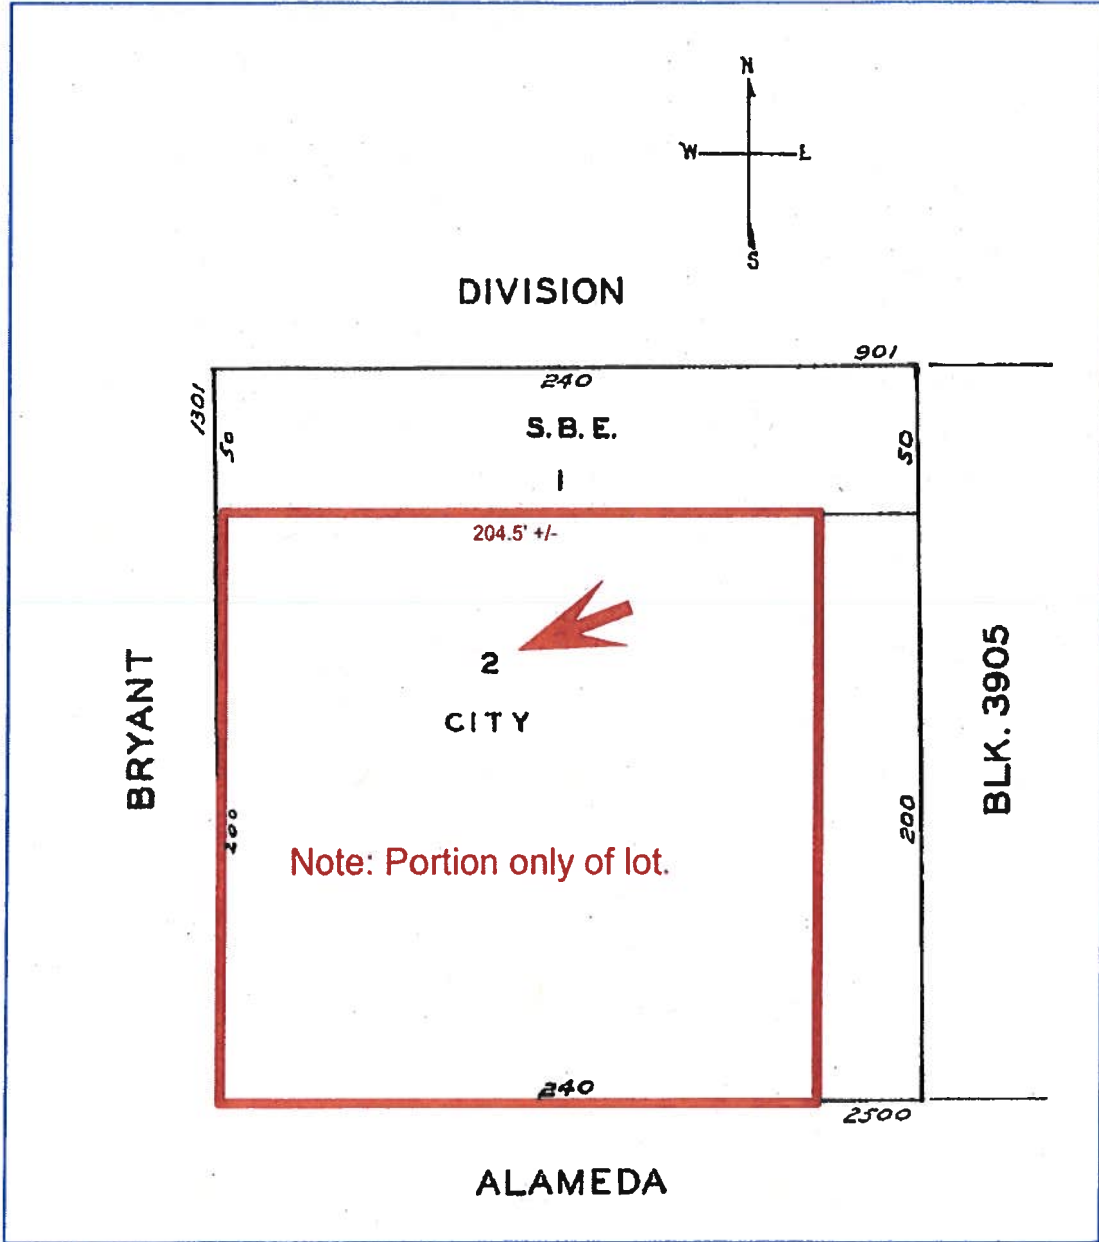 N
W E
S
DIVISION
901
240
1301
50
S.B.E.
50
1
204.5' +/-
2
CITY
BRYANT
BLK. 3905
200
200
Note: Portion only of lot.
240
2500
ALAMEDA